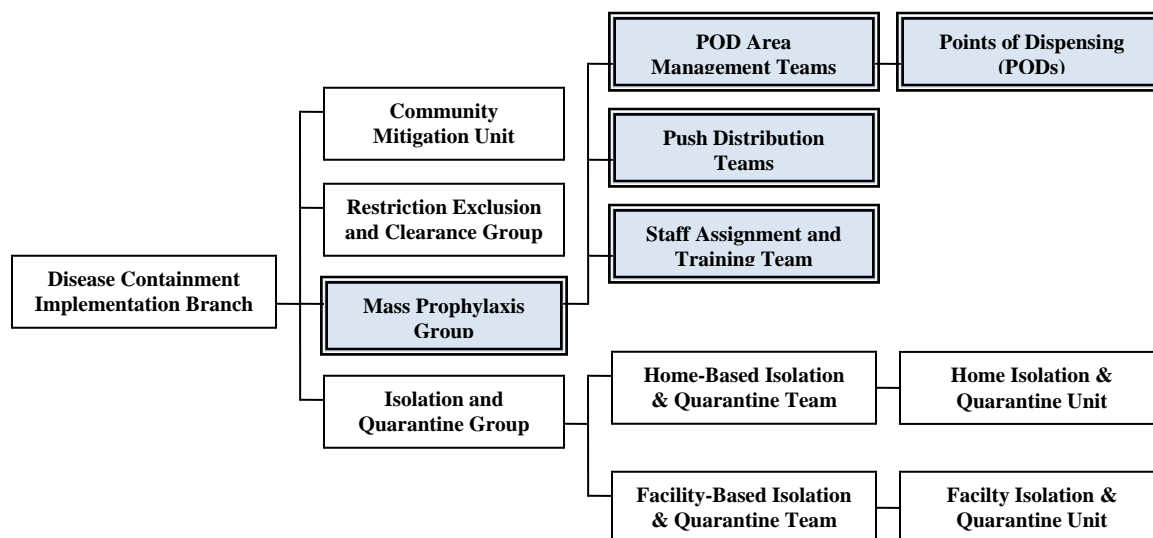 POD Area
Management Teams
Points of Dispensing
(PODs)
Community
Mitigation Unit
Push Distribution
Teams
Restriction Exclusion
and Clearance Group
Staff Assignment and
Training Team
Disease Containment
Implementation Branch
Mass Prophylaxis
Group
Isolation and
Quarantine Group
Home-Based Isolation
& Quarantine Team
Home Isolation &
Quarantine Unit
Facility-Based Isolation
& Quarantine Team
Facilty Isolation &
Quarantine Unit